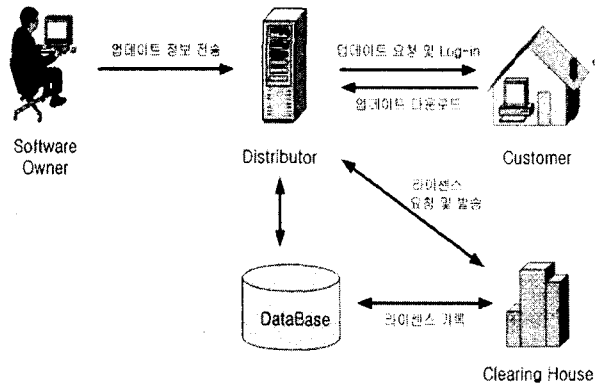 업데이트 정보 전송
업데이트 요청 및 Log-in
업데이트 다운로드
Software
Owner
Distributor
Customer
라이센스
요청 및 발송
DataBase
라이센스 기록
Clearing House